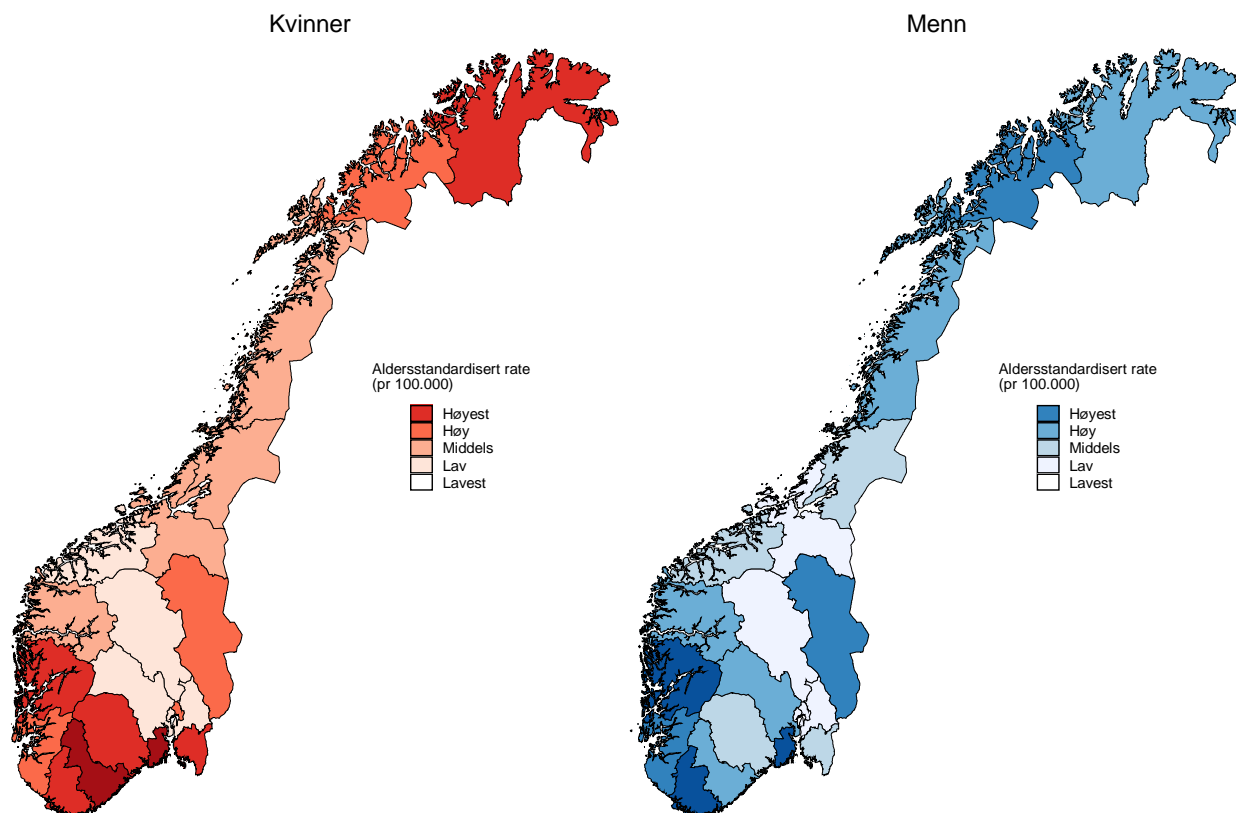 Kvinner
Menn
Aldersstandardisert rate
(pr 100.000)
Høyest
Høy
Middels
Lav
Lavest
Aldersstandardisert rate
(pr 100.000)
Høyest
Høy
Middels
Lav
Lavest